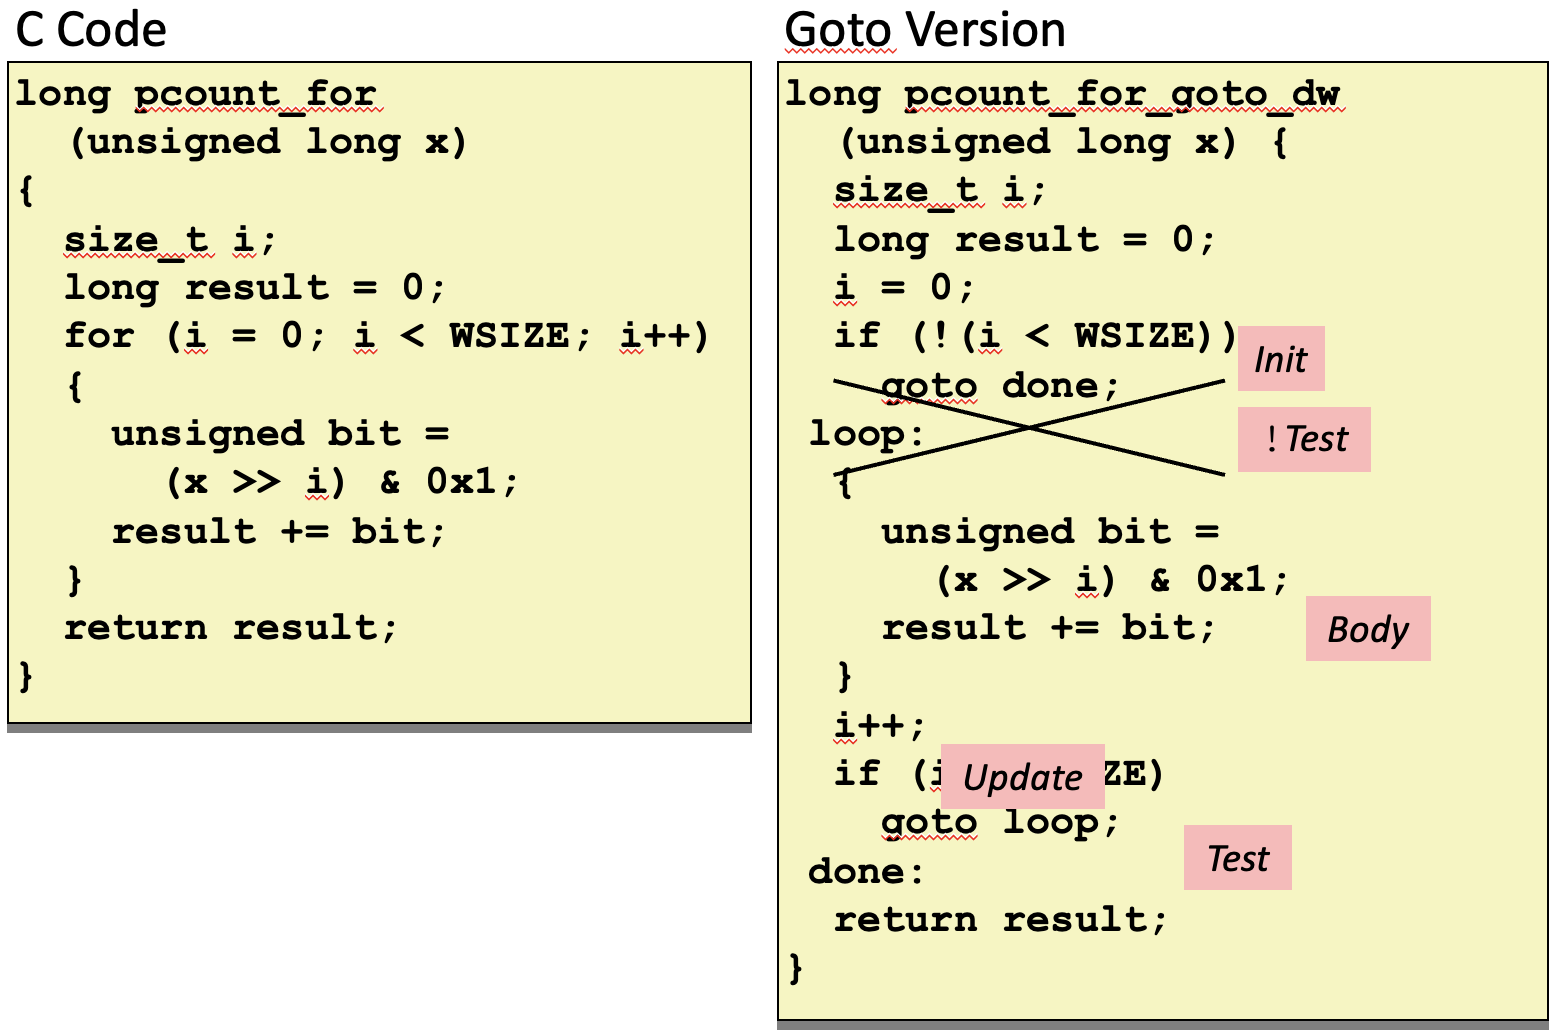 C Code
long pcount_for
(unsigned long x)
{
size_t i;
long result = 0;
for (i = 0; i < WSIZE; i++)
{
unsigned bit =
(x >> i) & 0x1;
result += bit;
}
return result;
}
Goto Version
long pcount_for_goto_dw
(unsigned long x) {
size_t i;
long result = 0;
i = 0;
if (!(i < WSIZE))
Init
goto done;
!Test
loop:
{
unsigned bit =
(x >> i) & 0x1;
result += bit;
Body
}
i++;
if (i ZE)
Update
goto loop;
Test
done:
return result;
}